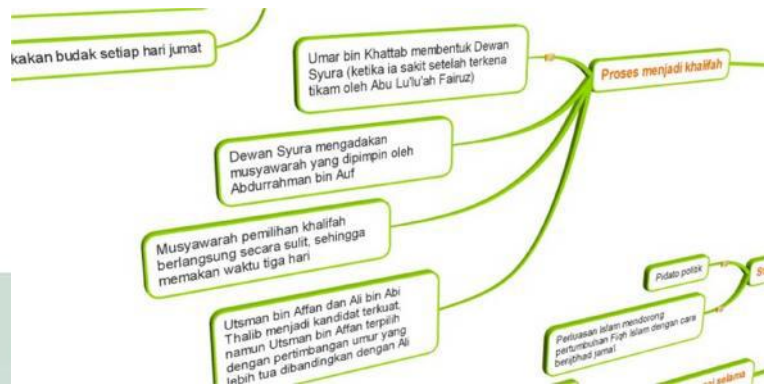 kakan budak setiap hari jumat
Umar bin Khattab membentuk Dewan
Syura (ketika ia sakit setelah terkena
tikam oleh Abu Lu'lu'ah Fairuz)
Proses menjadi khalifah
Dewan Syura mengadakan
musyawarah yang dipimpin oleh
Abdurrahman bin Auf
Musyawarah pemilihan khalifah
berlangsung secara sulit, sehingga
memakan waktu tiga hari
Utsman bin Affan dan Ali bin Abi
Thalib menjadi kandidat terkuat,
namun Utsman bin Affan terpilih
dengan pertimbangan umur yang
lebih tua dibandingkan dengan Ali
Pidato politik
Perluasan Islam mendorong
pertumbuhan Fiqh Islam dengan cara
berijtihad jama'i
selama